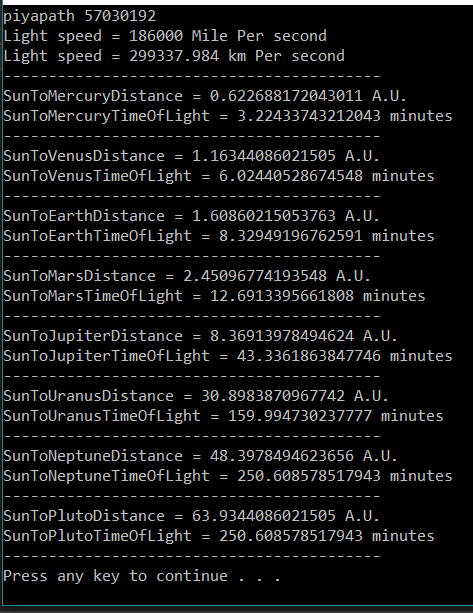 piyapath 57030192
Light speed = 186000 Mile Per second
Light speed = 299337.984 km Per second
------------------------------------------
SunToMercuryDistance = 0.622688172043011 A.U.
SunToMercuryTimeOfLight = 3.22433743212043 minutes
------------------------------------------
SunToVenusDistance = 1.16344086021505 A.U.
SunToVenusTimeOfLight = 6.02440528674548 minutes
------------------------------------------
SunToEarthDistance = 1.60860215053763 A.U.
SunToEarthTimeOfLight = 8.32949196762591 minutes
------------------------------------------
SunToMarsDistance = 2.45096774193548 A.U.
SunToMarsTimeOfLight = 12.6913395661808 minutes
------------------------------------------
SunToJupiterDistance = 8.36913978494624 A.U.
SunToJupiterTimeOfLight = 43.3361863847746 minutes
------------------------------------------
SunToUranusDistance = 30.8983870967742 A.U.
SunToUranusTimeOfLight = 159.994730237777 minutes
------------------------------------------
SunToNeptuneDistance = 48.3978494623656 A.U.
SunToNeptuneTimeOfLight = 250.608578517943 minutes
------------------------------------------
SunToPlutoDistance = 63.9344086021505 A.U.
SunToPlutoTimeOfLight = 250.608578517943 minutes
------------------------------------------
Press any key to continue . . .